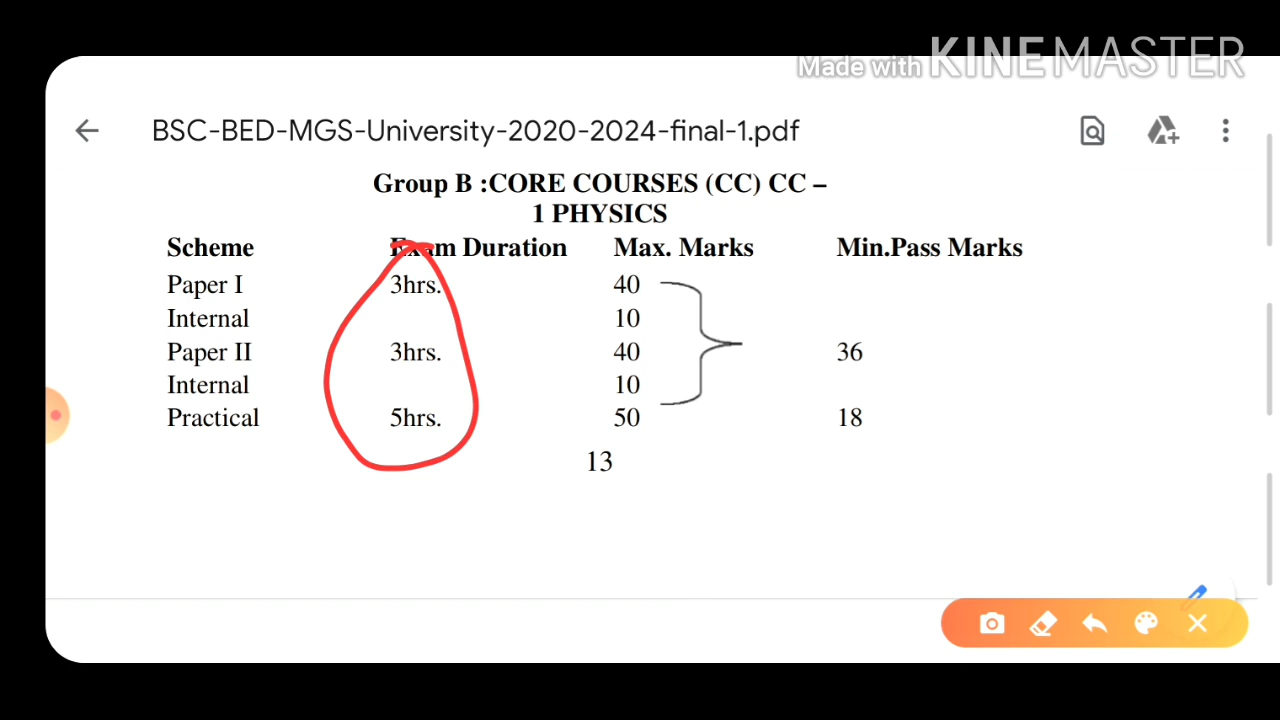 Made with KINEMASTER
BSC-BED-MGS-University-2020-2024-final-1.pdf
Group B :CORE COURSES (CC) CC –
1 PHYSICS
Scheme Exam Duration Max. Marks Min.Pass Marks
Paper I 3hrs. 40
Internal 10
Paper II 3hrs. 40 36
Internal 10
Practical 5hrs. 50 18
13